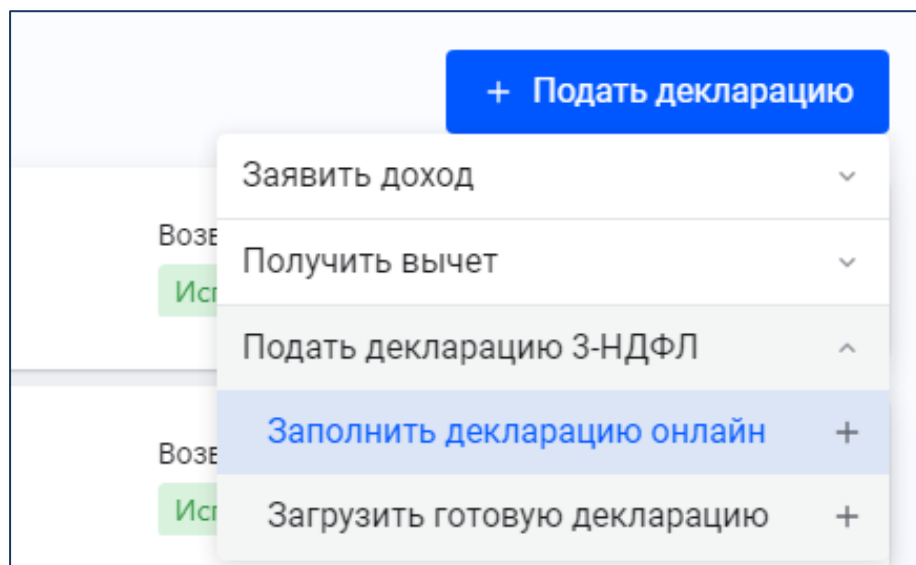 + Подать декларацию
Заявить доход
Получить вычет
Подать декларацию 3-НДФЛ
Заполнить декларацию онлайн +
Загрузить готовую декларацию +